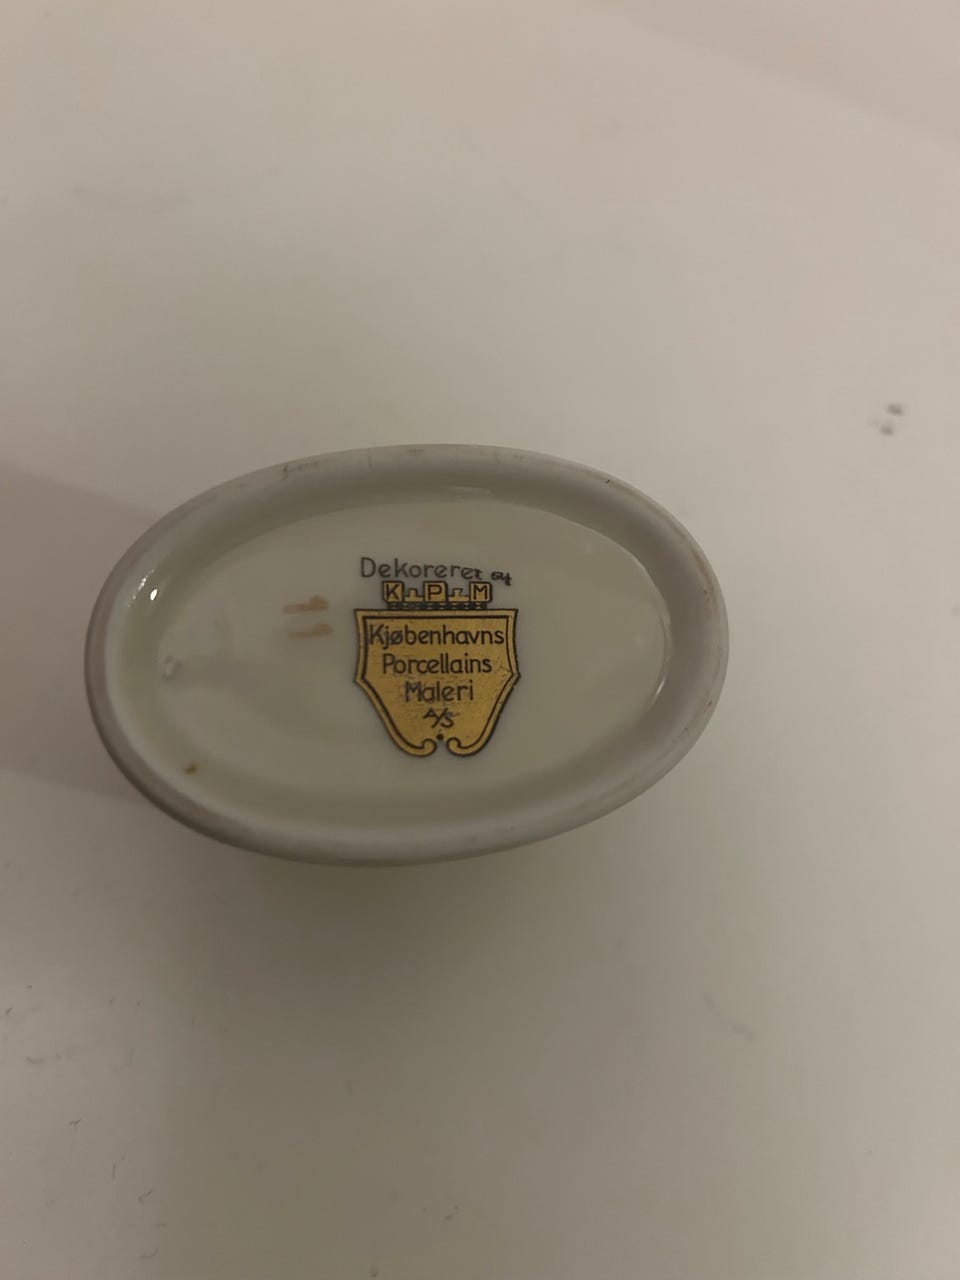 Dekoreret af
K P M
Kjøbenhavns
Porcellains
Maleri
A/S